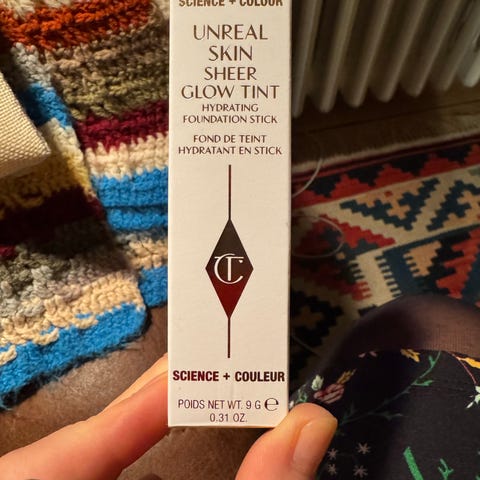 SCIENCE + COLOUR
UNREAL
SKIN
SHEER
GLOW TINT
HYDRATING
FOUNDATION STICK
FOND DE TEINT
HYDRATANT EN STICK
CT
SCIENCE + COULEUR
POIDS NET WT. 9 G ℮
0.31 OZ.